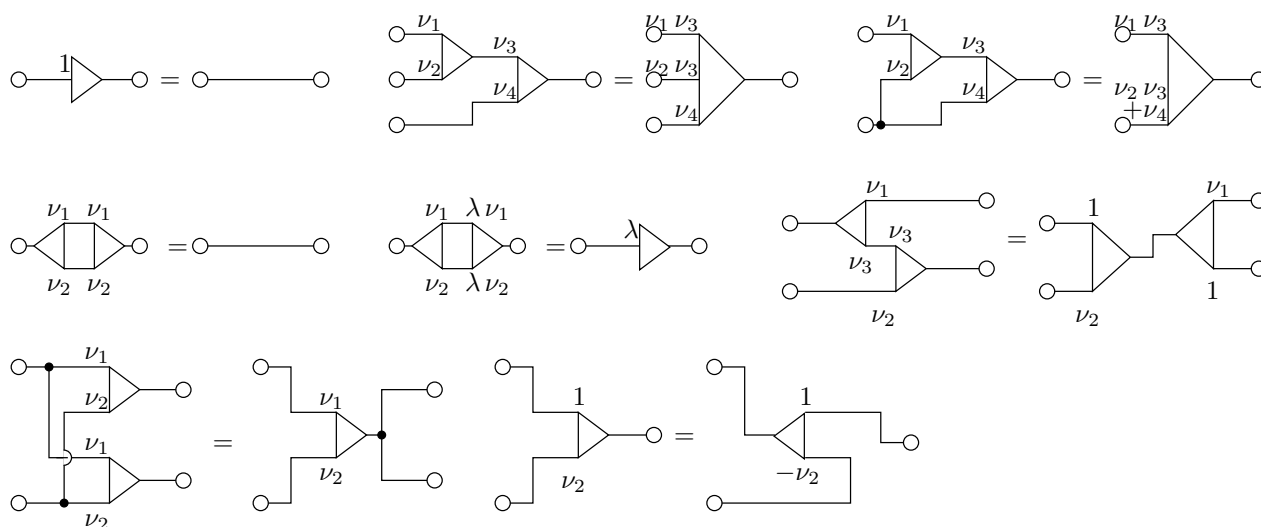 ν₁ ν₁ ν₃ ν₁ ν₁ ν₃
1 = ν₂ ν₃ = ν₂ ν₃ ν₂ ν₃ =
ν₄ ν₄ ν₄ ν₂ ν₃
+ν₄
ν₁ ν₁ ν₁ λ ν₁ ν₁ 1 ν₁
= = λ ν₃ =
ν₂ ν₂ ν₂ λ ν₂ ν₃ ν₂ ν₂ 1
ν₁
ν₂ ν₁ 1 1
ν₁ = ν₂ ν₂ = −ν₂
ν₂